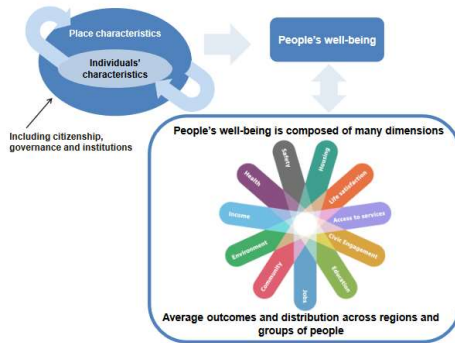 Place characteristics
Individuals'
characteristics
People's well-being
Including citizenship,
governance and institutions
People's well-being is composed of many dimensions
Safety
Housing
Health
Life satisfaction
Income
Access to services
Environment
Civic Engagement
Community
Education
Jobs
Average outcomes and distribution across regions and
groups of people